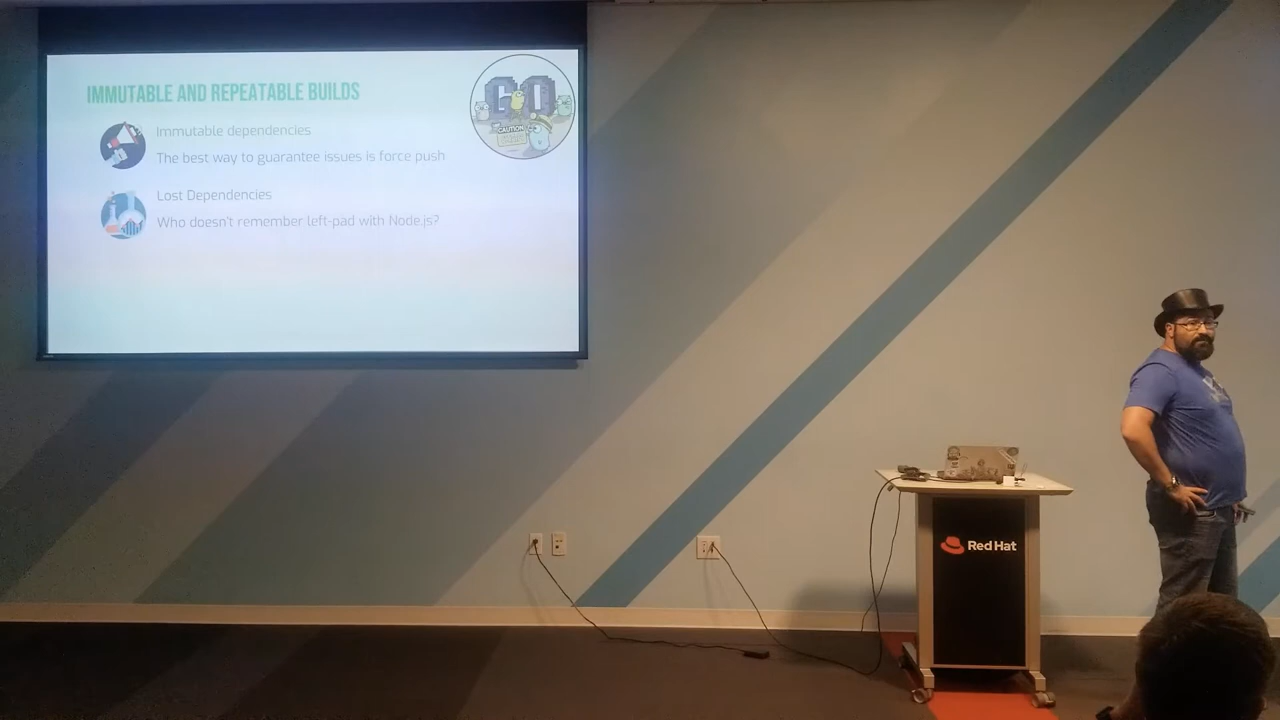 IMMUTABLE AND REPEATABLE BUILDS
GO
CAUTION
Immutable dependencies
The best way to guarantee issues is force push
Lost Dependencies
Who doesn't remember left-pad with Node.js?
Red Hat